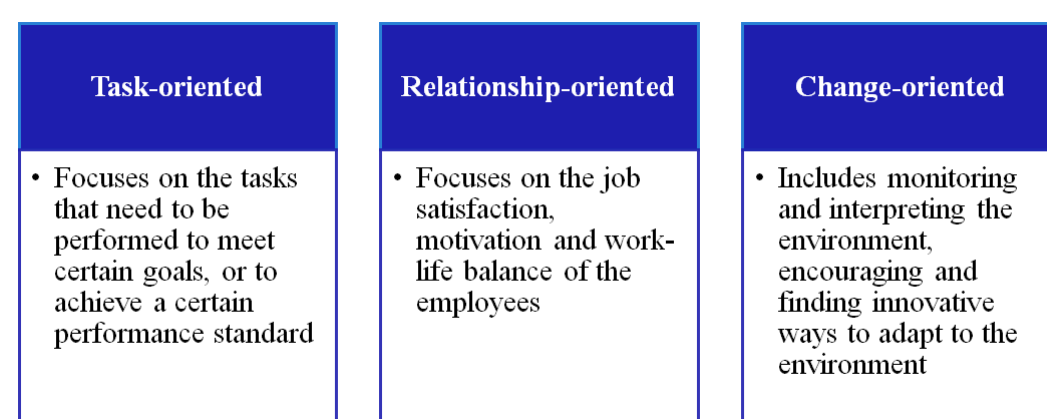 Task-oriented
• Focuses on the tasks
that need to be
performed to meet
certain goals, or to
achieve a certain
performance standard
Relationship-oriented
• Focuses on the job
satisfaction,
motivation and work-
life balance of the
employees
Change-oriented
• Includes monitoring
and interpreting the
environment,
encouraging and
finding innovative
ways to adapt to the
environment